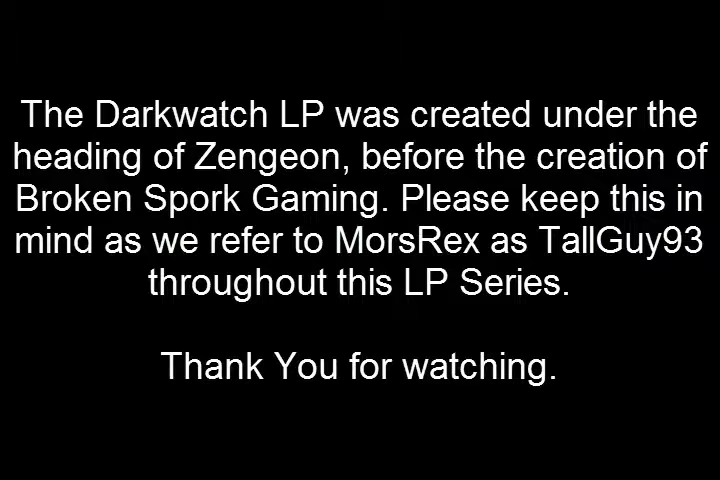 The Darkwatch LP was created under the
heading of Zengeon, before the creation of
Broken Spork Gaming. Please keep this in
mind as we refer to MorsRex as TallGuy93
throughout this LP Series.
Thank You for watching.